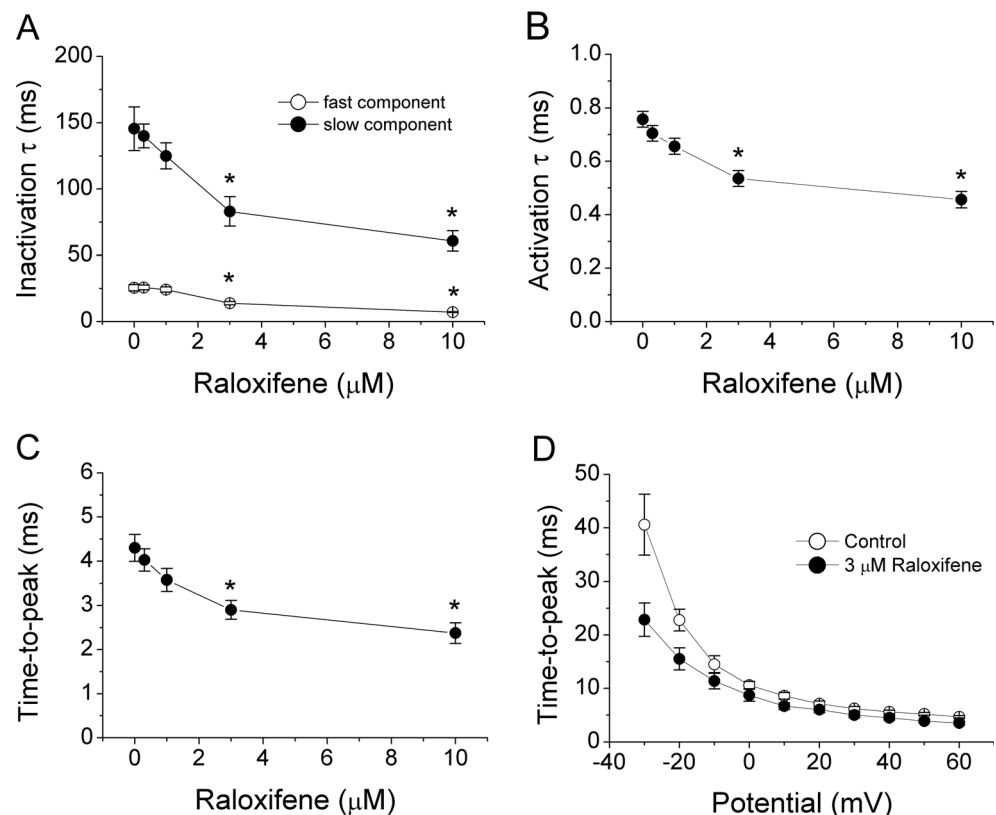 A
Inactivation τ (ms)
200
150
100
50
0
fast component
slow component
*
*
*
*
0 2 4 6 8 10
Raloxifene (μM)
B
Activation τ (ms)
1.0
0.8
0.6
0.4
0.2
0.0
*
*
0 2 4 6 8 10
Raloxifene (μM)
C
Time-to-peak (ms)
6
5
4
3
2
1
0
*
*
0 2 4 6 8 10
Raloxifene (μM)
D
Time-to-peak (ms)
60
50
40
30
20
10
0
Control
3 μM Raloxifene
-40 -20 0 20 40 60
Potential (mV)